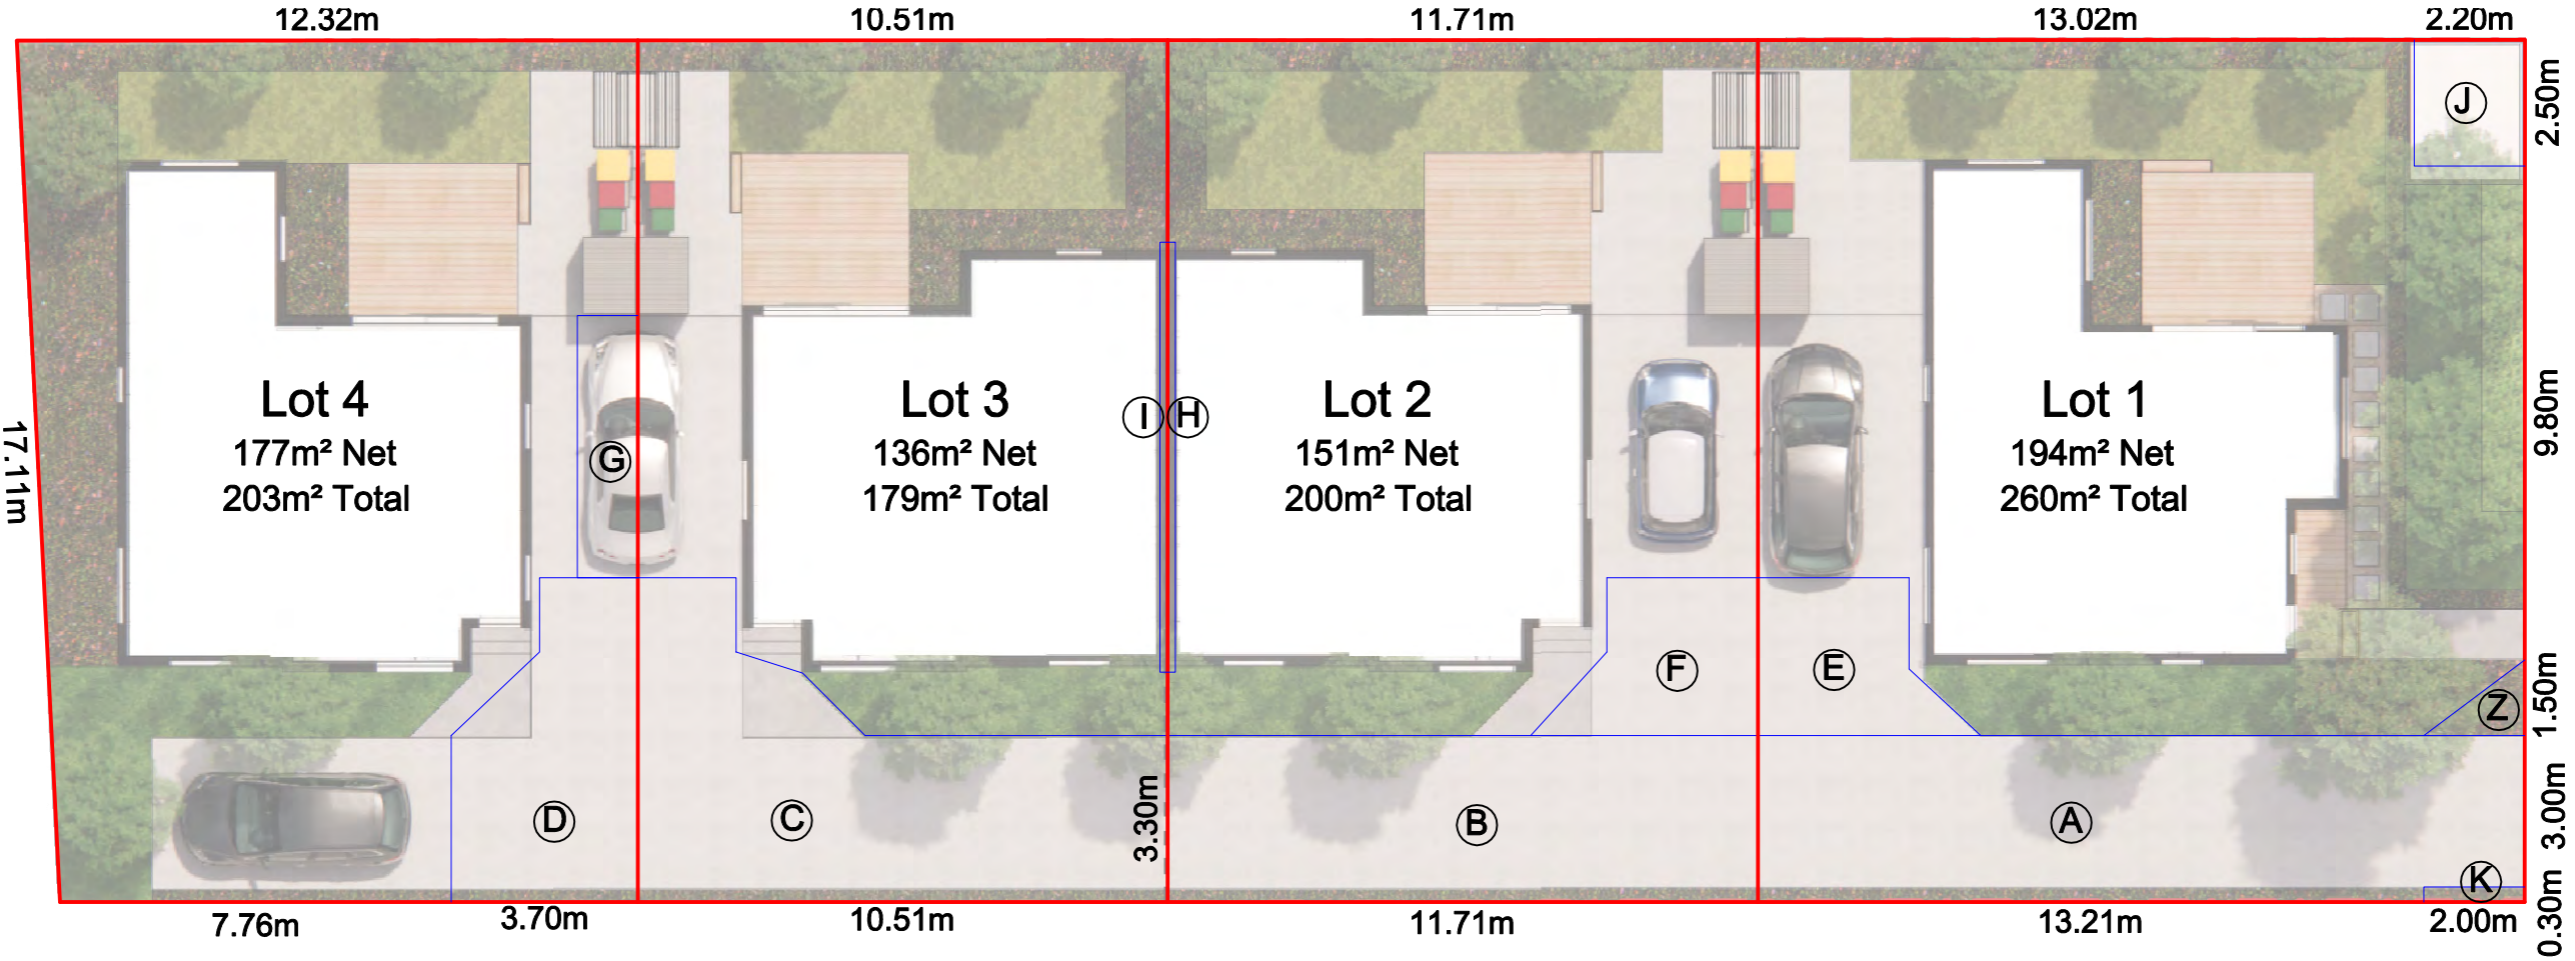 12.32m
10.51m
11.71m
13.02m
2.20m
J
2.50m
Lot 4
177m² Net
203m² Total
Lot 3
136m² Net
179m² Total
Lot 2
151m² Net
200m² Total
Lot 1
194m² Net
260m² Total
17.11m
G
I
H
9.80m
F
E
Z
1.50m
D
C
3.30m
B
A
3.00m
K
0.30m
7.76m
3.70m
10.51m
11.71m
13.21m
2.00m